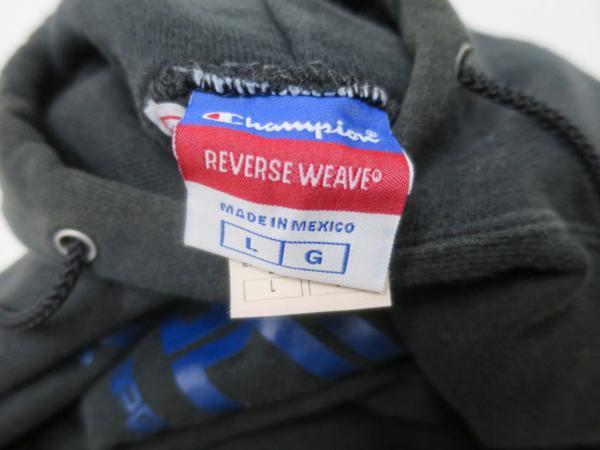 Champion®
REVERSE WEAVE®
MADE IN MEXICO
L G
L